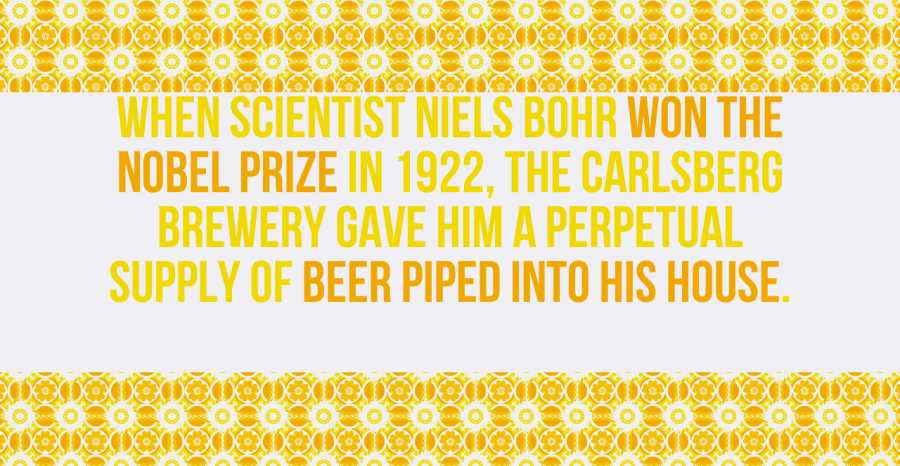 WHEN SCIENTIST NIELS BOHR WON THE
NOBEL PRIZE IN 1922, THE CARLSBERG
BREWERY GAVE HIM A PERPETUAL
SUPPLY OF BEER PIPED INTO HIS HOUSE.